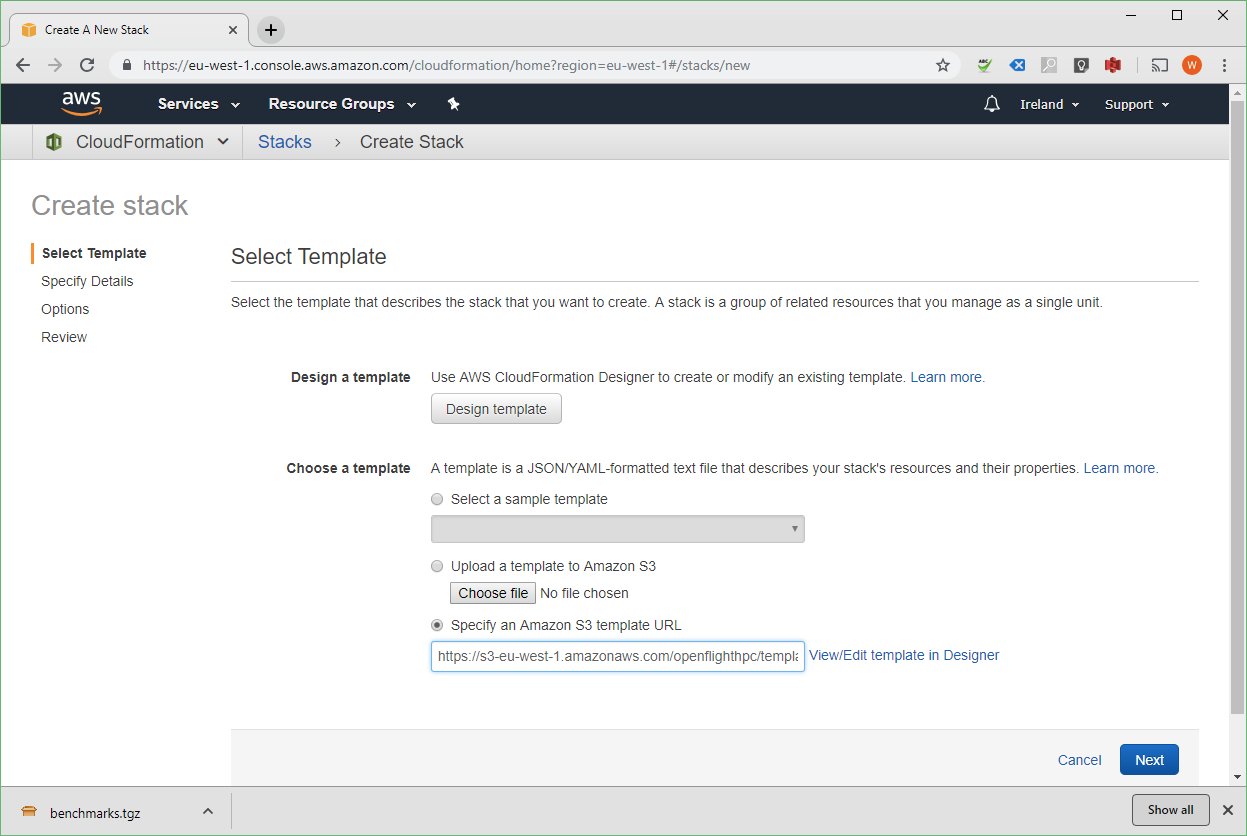 Create A New Stack
https://eu-west-1.console.aws.amazon.com/cloudformation/home?region=eu-west-1#/stacks/new
ABC
W
aws
Services
Resource Groups
Ireland
Support
CloudFormation
Stacks
Create Stack
Create stack
Select Template
Specify Details
Options
Review
Select Template
Select the template that describes the stack that you want to create. A stack is a group of related resources that you manage as a single unit.
Design a template
Use AWS CloudFormation Designer to create or modify an existing template. Learn more.
Design template
Choose a template
A template is a JSON/YAML-formatted text file that describes your stack's resources and their properties. Learn more.
Select a sample template
Upload a template to Amazon S3
Choose file No file chosen
Specify an Amazon S3 template URL
https://s3-eu-west-1.amazonaws.com/openflighthpc/templa
View/Edit template in Designer
Cancel
Next
benchmarks.tgz
Show all